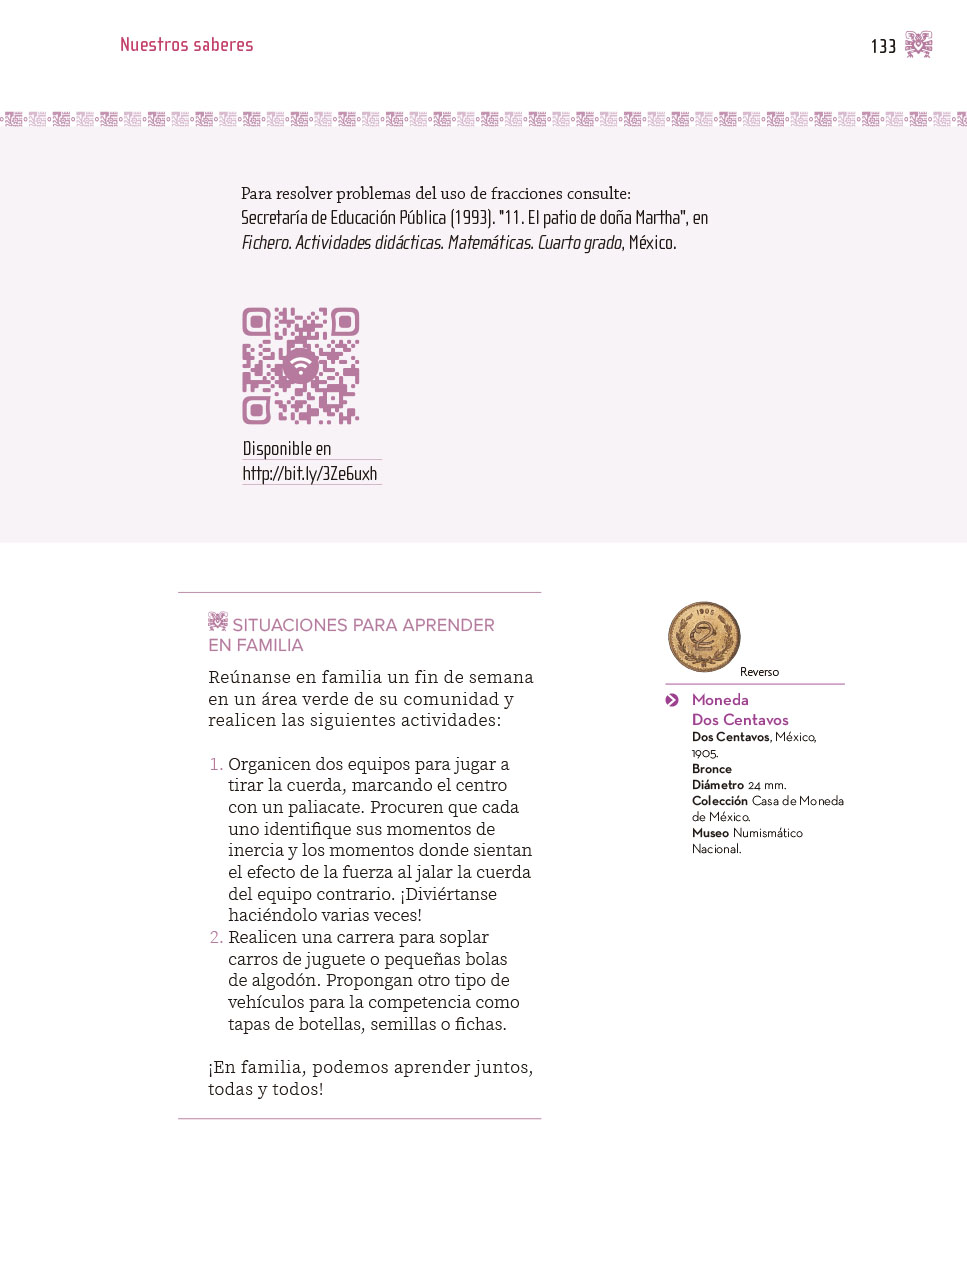 Nuestros saberes
133
Para resolver problemas del uso de fracciones consulte:
Secretaría de Educación Pública (1993). "11. El patio de doña Martha", en
Fichero. Actividades didácticas. Matemáticas. Cuarto grado, México.
Disponible en
http://bit.ly/3Ze6uxh
SITUACIONES PARA APRENDER
EN FAMILIA
Reúnanse en familia un fin de semana
en un área verde de su comunidad y
realicen las siguientes actividades:
1. Organicen dos equipos para jugar a
tirar la cuerda, marcando el centro
con un paliacate. Procuren que cada
uno identifique sus momentos de
inercia y los momentos donde sientan
el efecto de la fuerza al jalar la cuerda
del equipo contrario. ¡Diviértanse
haciéndolo varias veces!
2. Realicen una carrera para soplar
carros de juguete o pequeñas bolas
de algodón. Propongan otro tipo de
vehículos para la competencia como
tapas de botellas, semillas o fichas.
¡En familia, podemos aprender juntos,
todas y todos!
1905
2 C
Reverso
Moneda
Dos Centavos
Dos Centavos, México,
1905.
Bronce
Diámetro 24 mm.
Colección Casa de Moneda
de México.
Museo Numismático
Nacional.